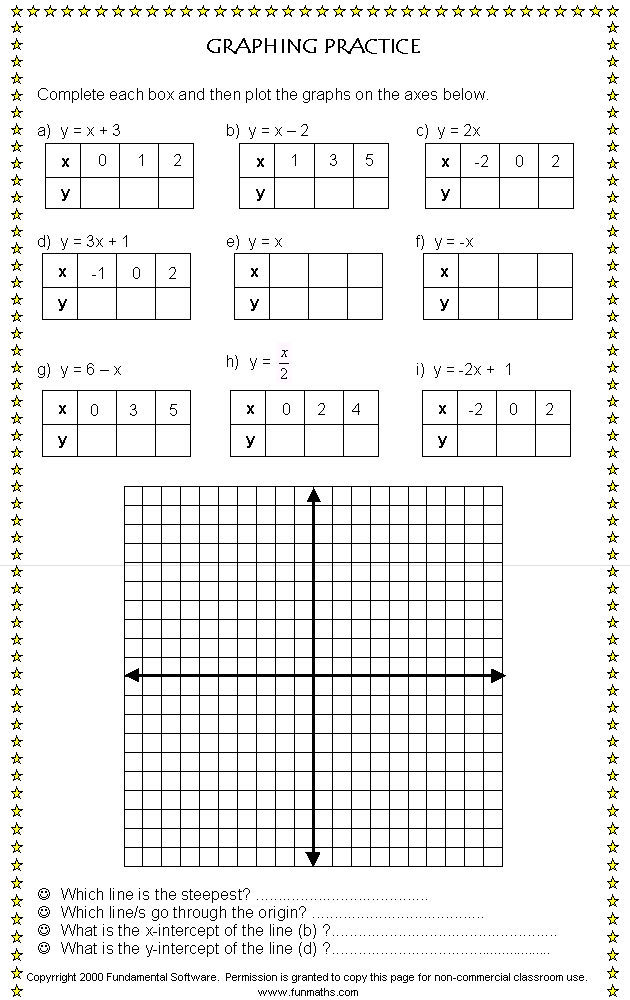 GRAPHING PRACTICE
Complete each box and then plot the graphs on the axes below.
a) y = x + 3
b) y = x – 2
c) y = 2x
x 0 1 2
y
x 1 3 5
y
x -2 0 2
y
d) y = 3x + 1
e) y = x
f) y = -x
x -1 0 2
y
x
y
x
y
g) y = 6 – x
h) y = x/2
i) y = -2x + 1
x 0 3 5
y
x 0 2 4
y
x -2 0 2
y
☺ Which line is the steepest? ......................................
☺ Which line/s go through the origin? ......................................
☺ What is the x-intercept of the line (b) ?..................................................
☺ What is the y-intercept of the line (d) ?..................................................
Copyright 2000 Fundamental Software. Permission is granted to copy this page for non-commercial classroom use.
www.funmaths.com